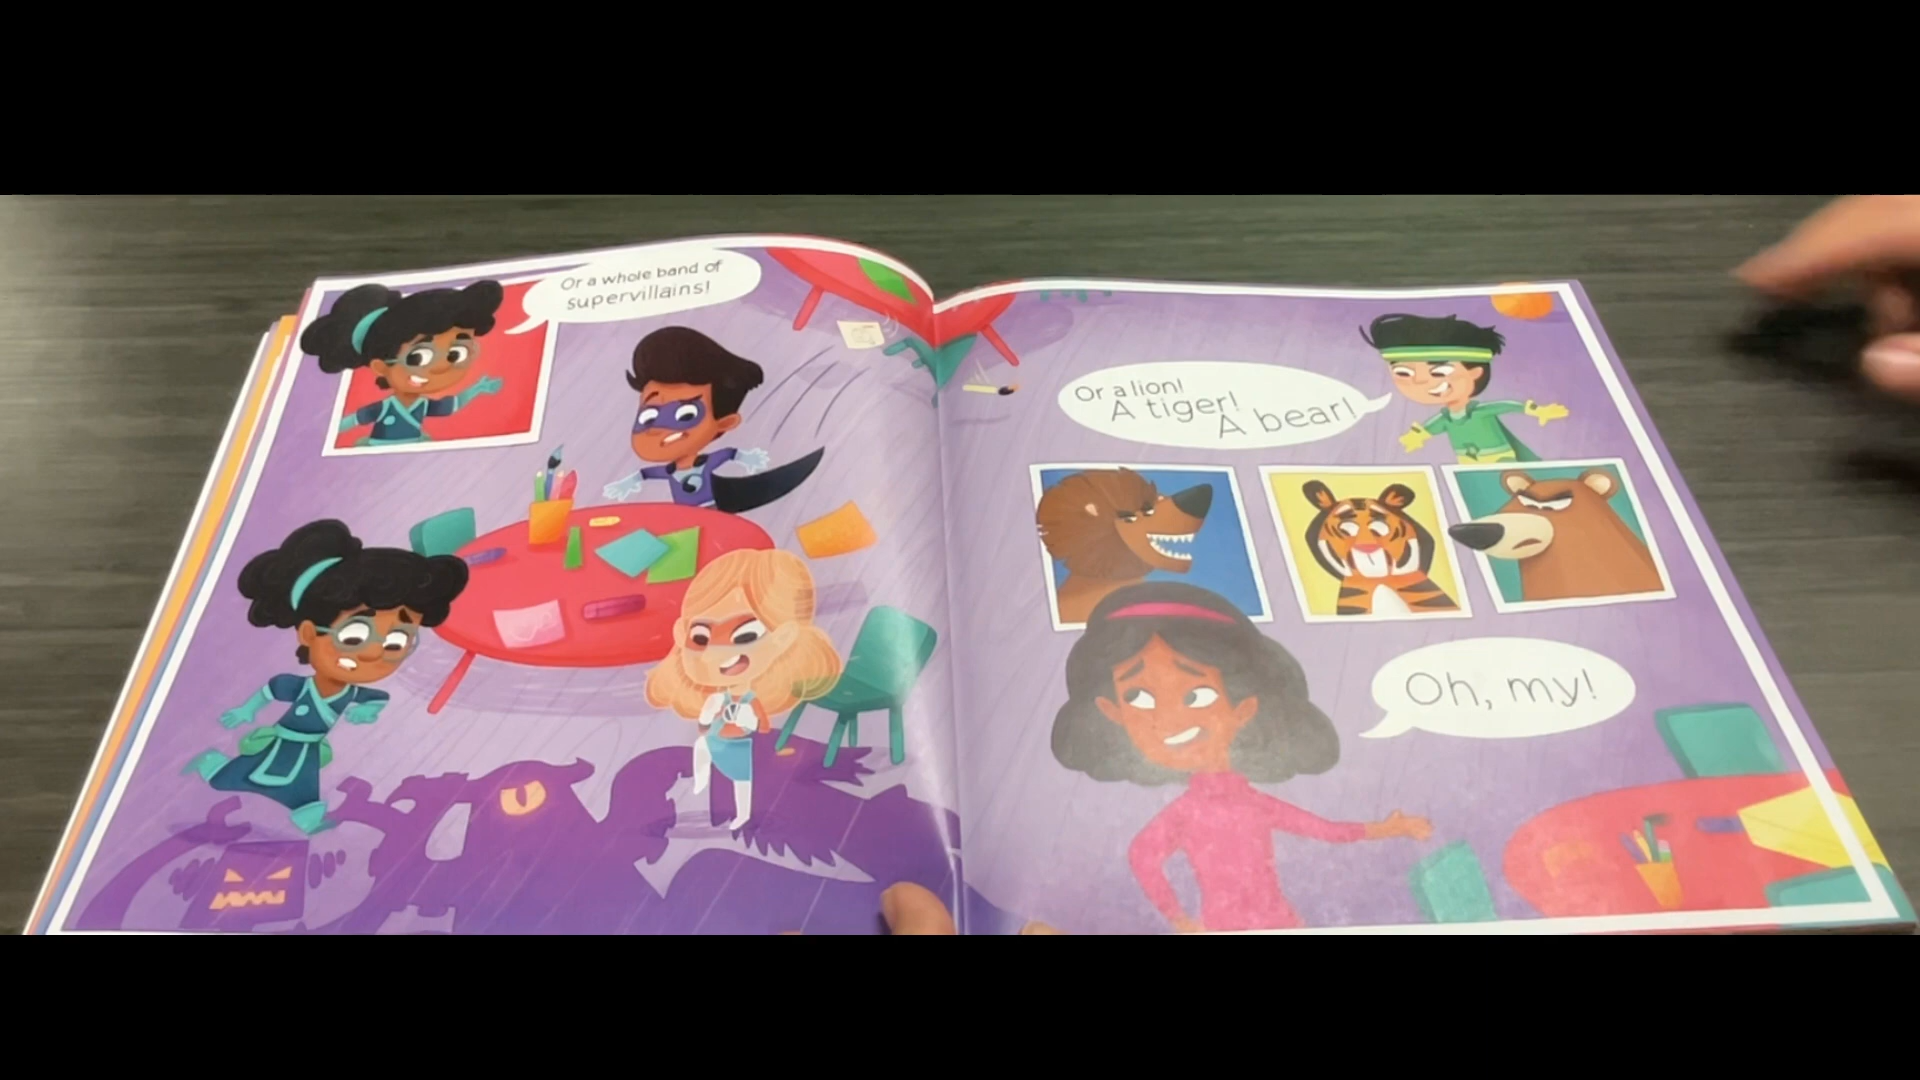 Or a whole band of
supervillains!
Or a lion!
A tiger!
A bear!
Oh, my!